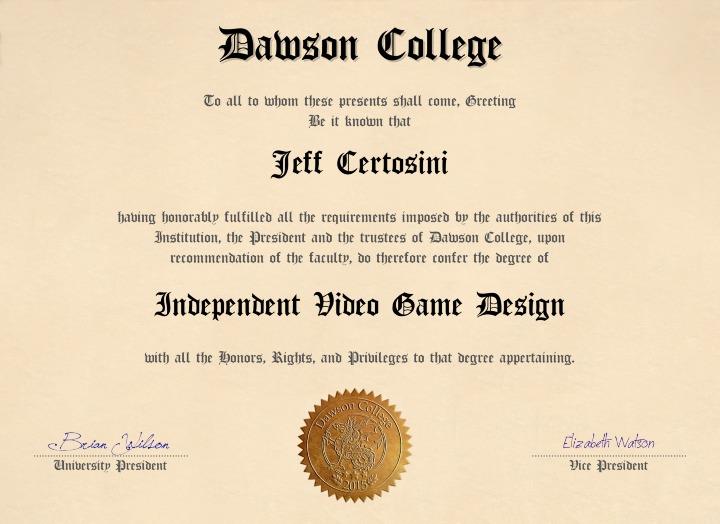 Dawson College
To all to whom these presents shall come, Greeting
Be it known that
Jeff Certosini
having honorably fulfilled all the requirements imposed by the authorities of this
Institution, the President and the trustees of Dawson College, upon
recommendation of the faculty, do therefore confer the degree of
Independent Video Game Design
with all the Honors, Rights, and Privileges to that degree appertaining.
Dawson College
2015
Brian Wilson
University President
Elizabeth Watson
Vice President